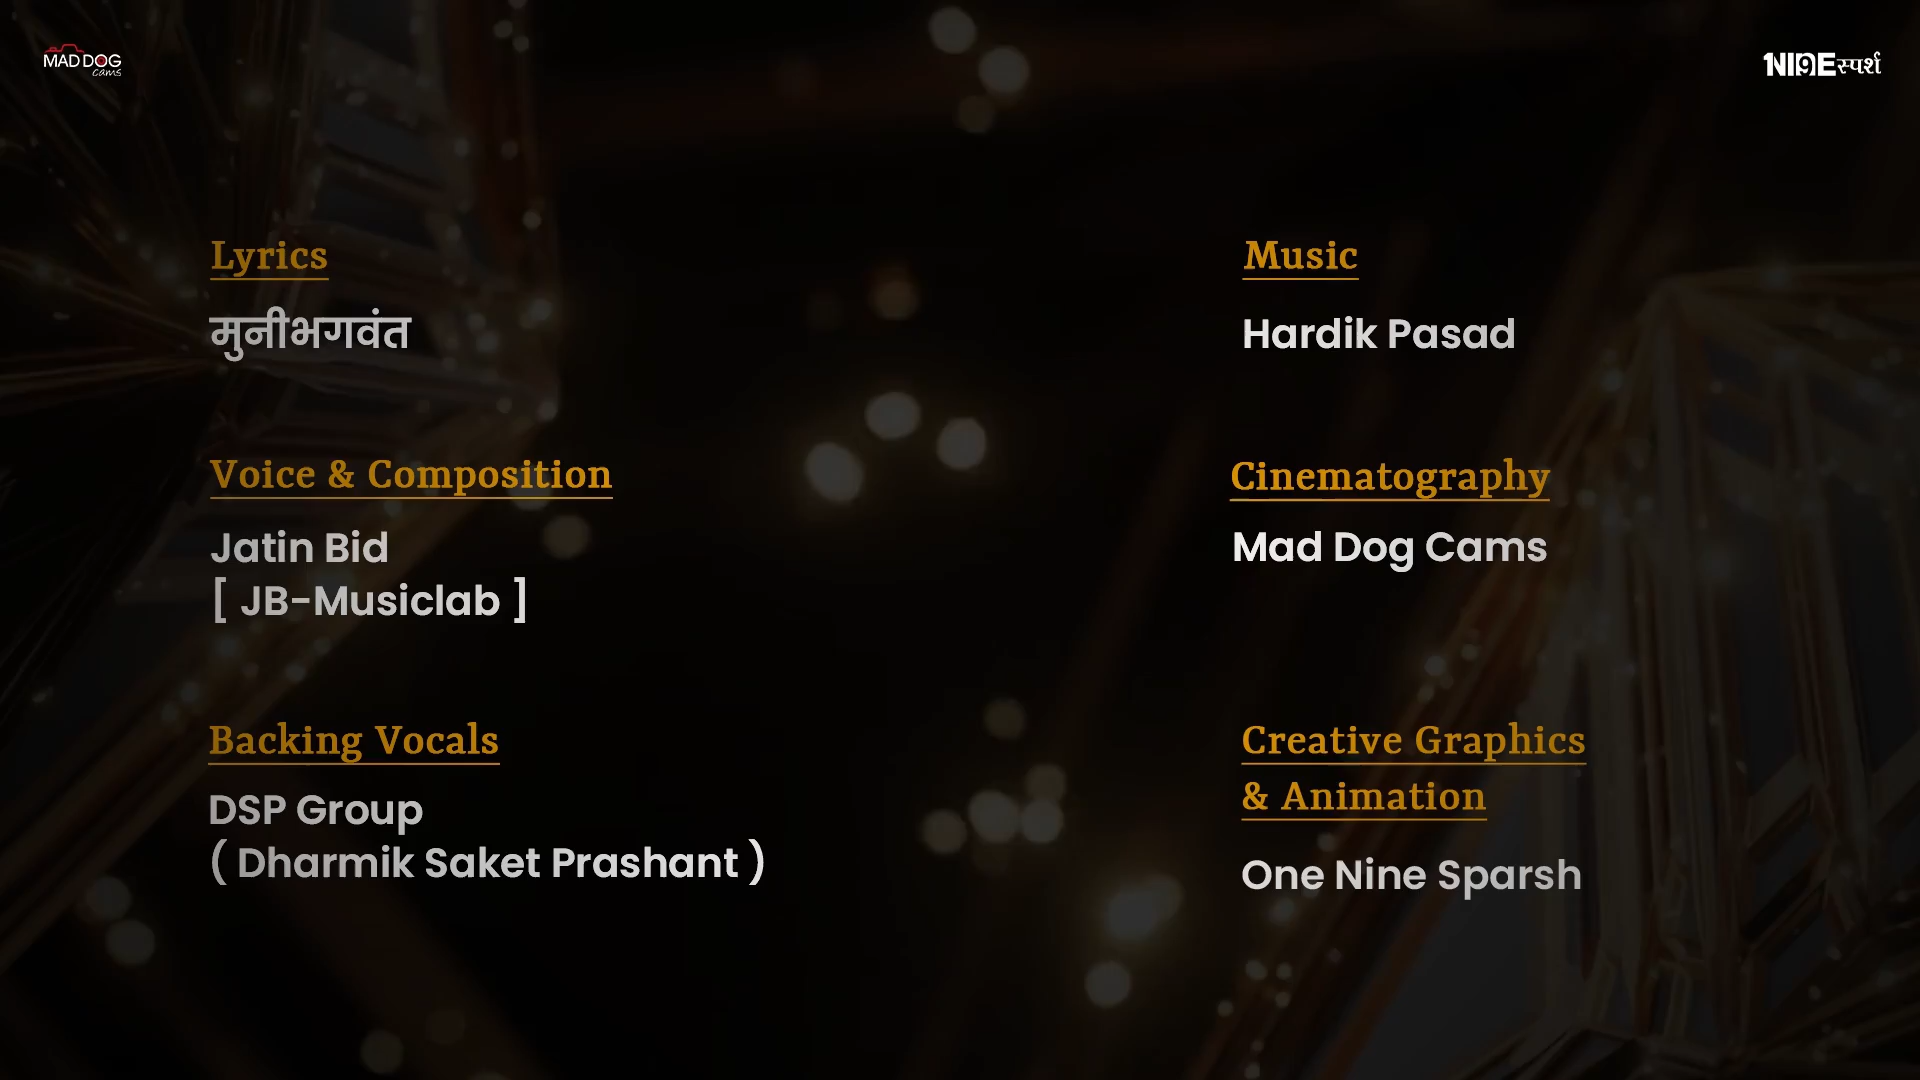 MAD DOG
cams
1NI9E स्पर्श
Lyrics
मुनीभगवंत
Voice & Composition
Jatin Bid
[ JB-Musiclab ]
Backing Vocals
DSP Group
( Dharmik Saket Prashant )
Music
Hardik Pasad
Cinematography
Mad Dog Cams
Creative Graphics
& Animation
One Nine Sparsh